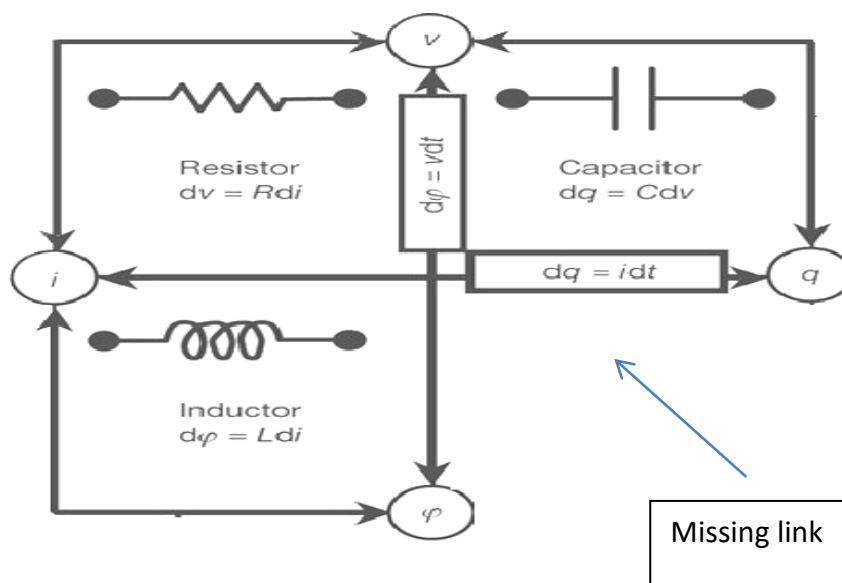 v
Resistor
dv = Rdi
dφ = vdt
Capacitor
dq = Cdv
i
dq = idt
q
Inductor
dφ = Ldi
φ
Missing link